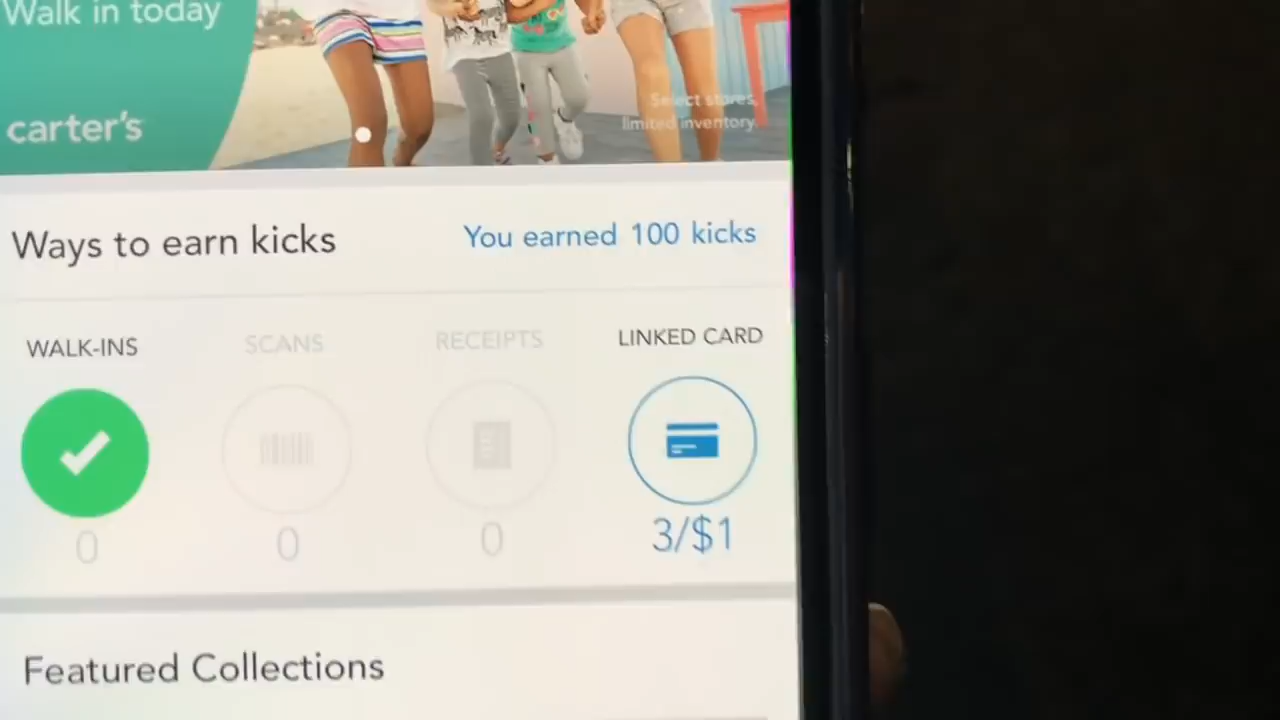 Walk in today
carter's
Select stores,
limited inventory.
Ways to earn kicks
You earned 100 kicks
WALK-INS
SCANS
RECEIPTS
LINKED CARD
0
0
0
3/$1
Featured Collections